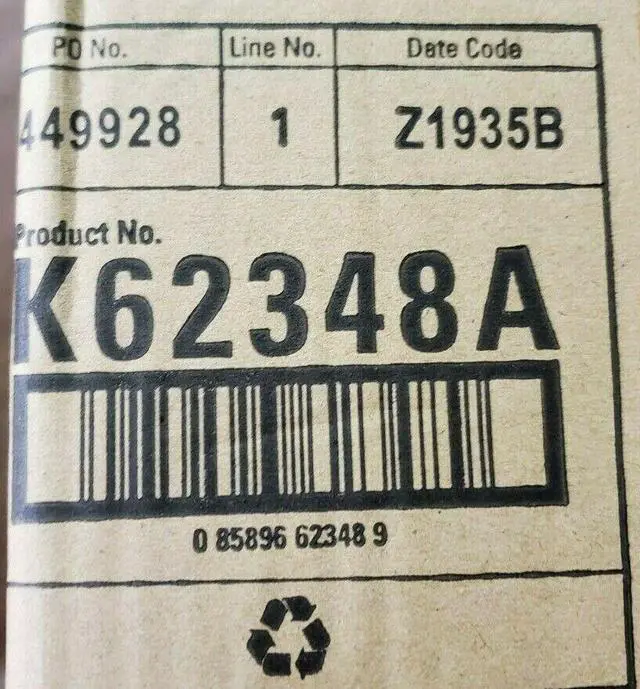 PO No. Line No. Date Code
449928 1 Z1935B
Product No.
K62348A
0 85896 62348 9